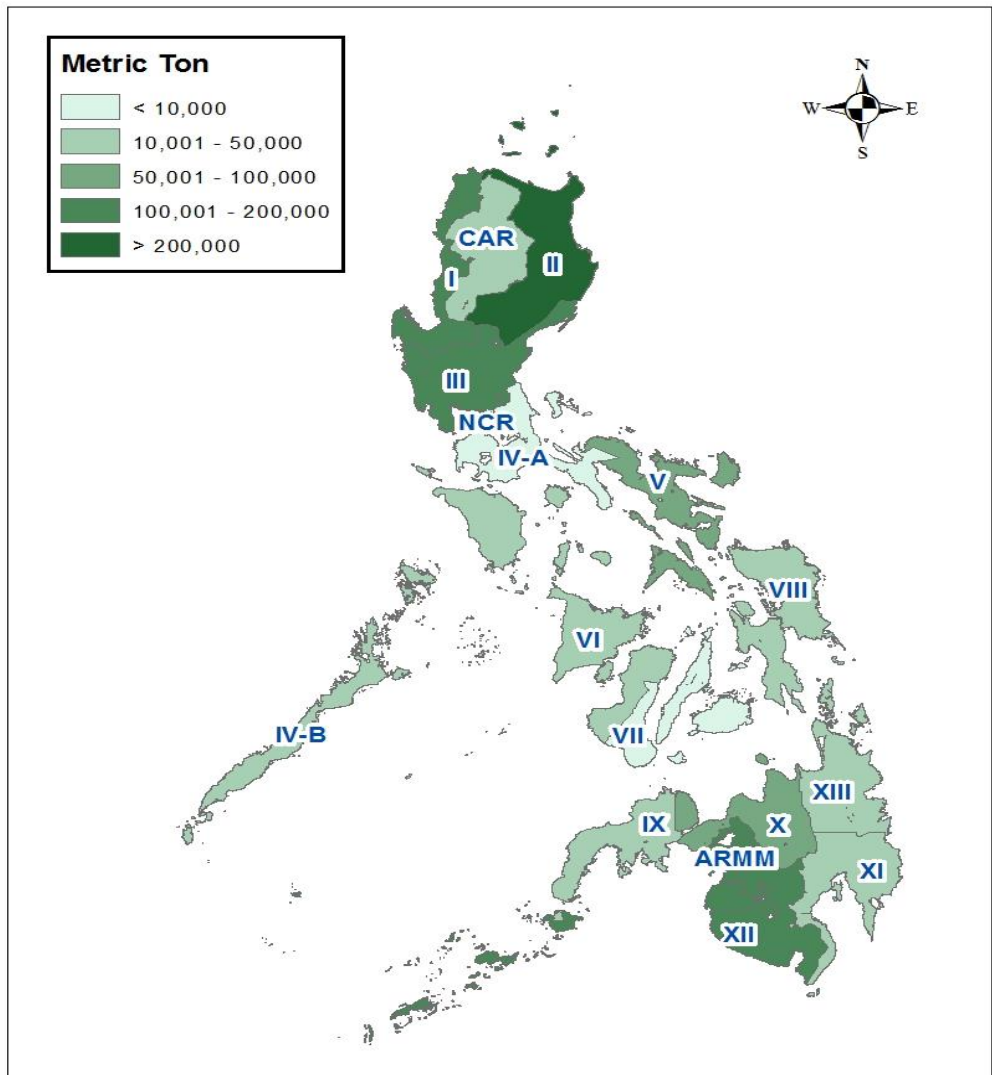 Metric Ton
< 10,000
10,001 - 50,000
50,001 - 100,000
100,001 - 200,000
> 200,000
N
W E
S
CAR
II
I
III
NCR
IV-A
V
VIII
VI
IV-B
VII
XIII
IX
X
ARMM
XI
XII